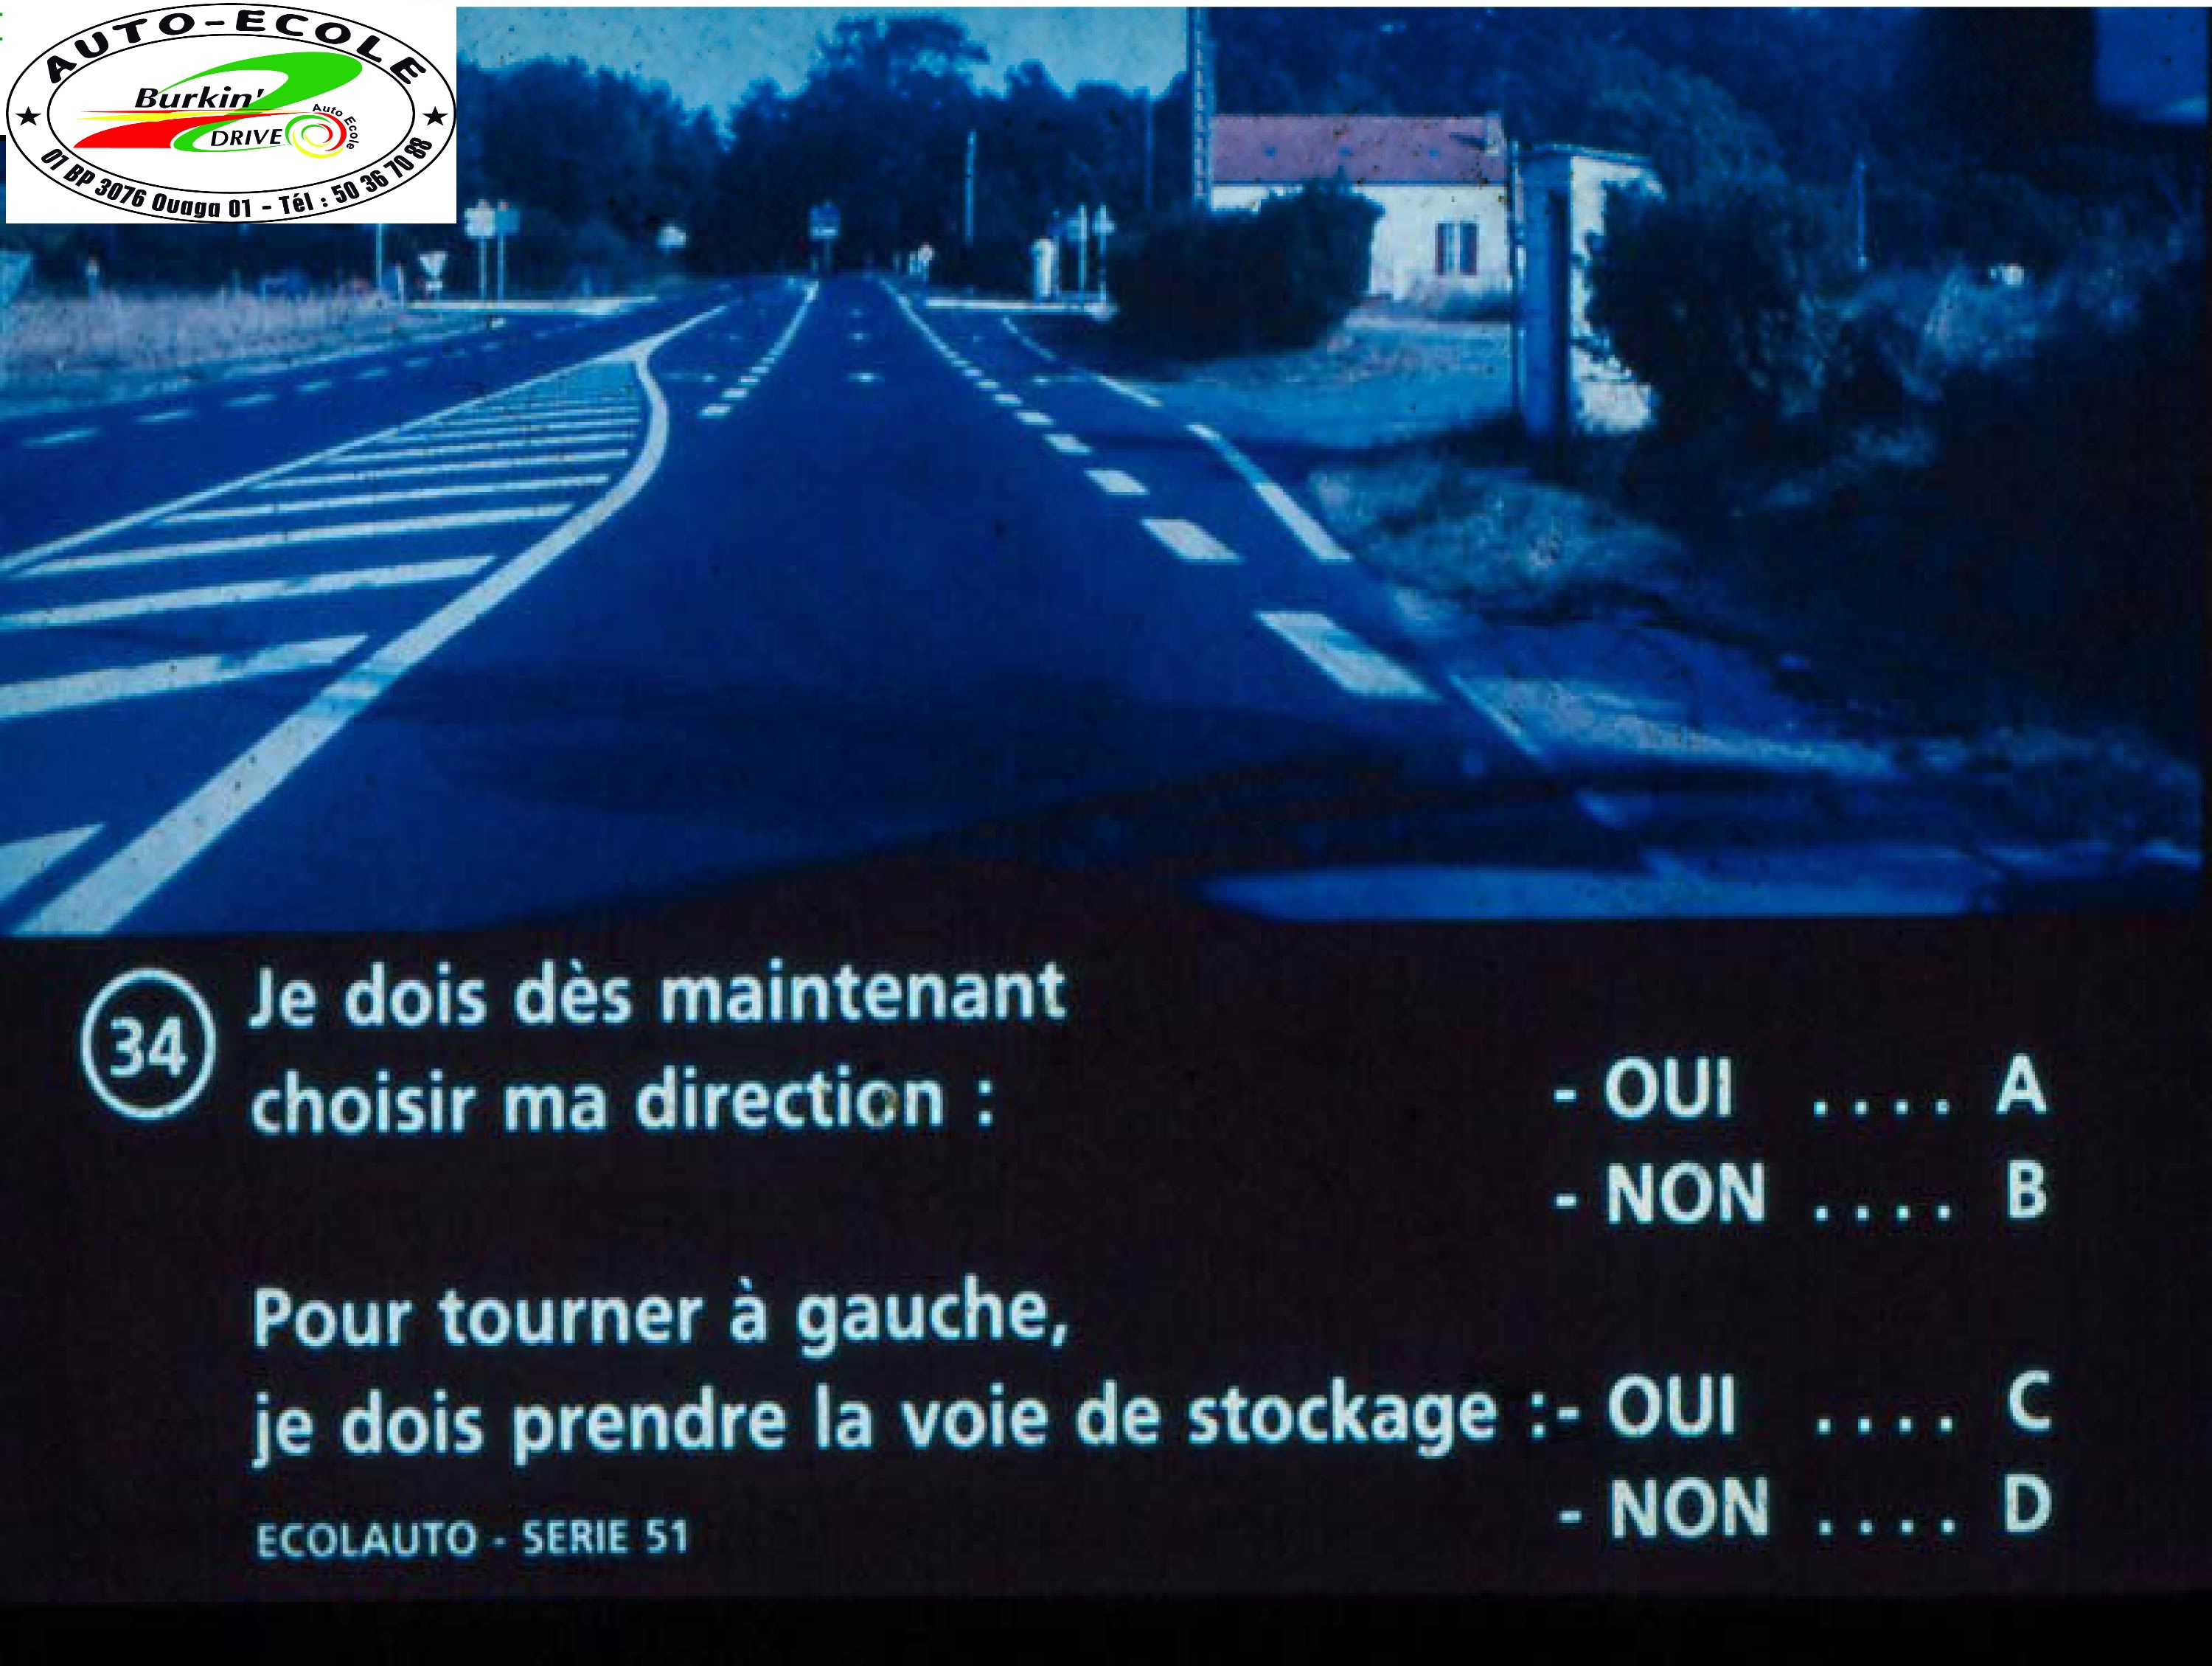 AUTO-ECOLE
Burkin'
DRIVE
Auto Ecole
01 BP 3076 Ouaga 01 - Tél : 50 36 70 88
34 Je dois dès maintenant
choisir ma direction :
- OUI .... A
- NON .... B
Pour tourner à gauche,
je dois prendre la voie de stockage :- OUI .... C
- NON .... D
ECOLAUTO - SERIE 51